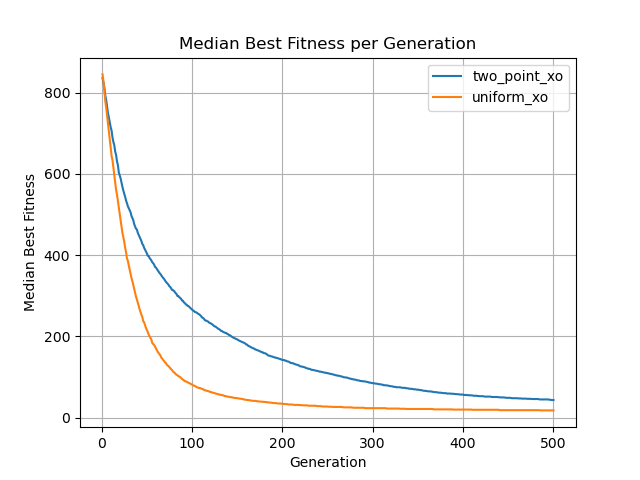 Median Best Fitness per Generation
two_point_xo
uniform_xo
Median Best Fitness
800
600
400
200
0
0 100 200 300 400 500
Generation